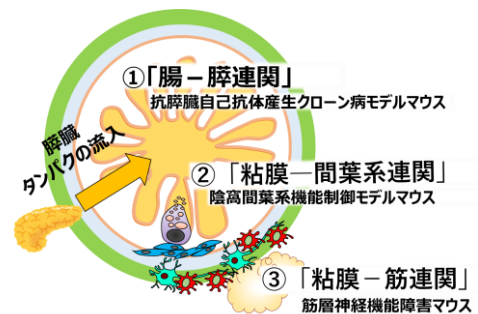 ①「腸－膵連関」
抗膵臓自己抗体産生クローン病モデルマウス
膵臓
タンパクの流入
②「粘膜―間葉系連関」
陰窩間葉系機能制御モデルマウス
③「粘膜－筋連関」
筋層神経機能障害マウス